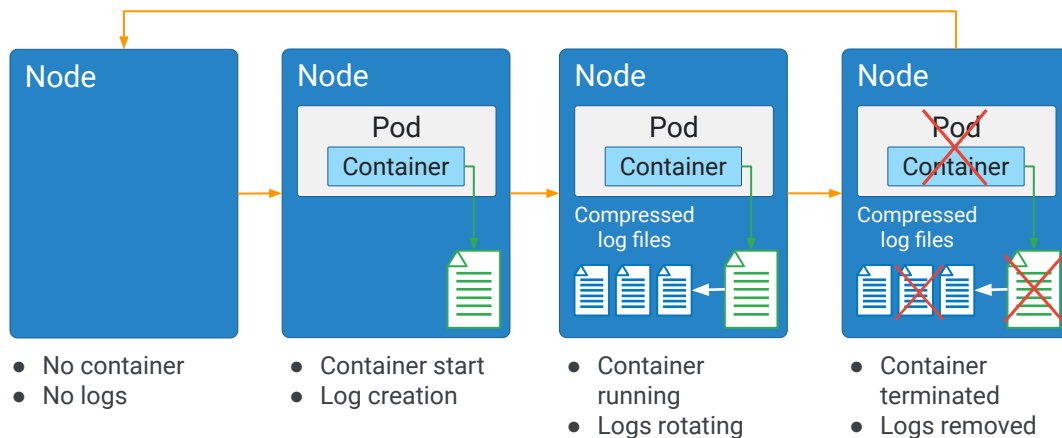 Node
● No container
● No logs
Node
Pod
Container
● Container start
● Log creation
Node
Pod
Container
Compressed
log files
● Container
running
● Logs rotating
Node
Pod
Container
Compressed
log files
● Container
terminated
● Logs removed